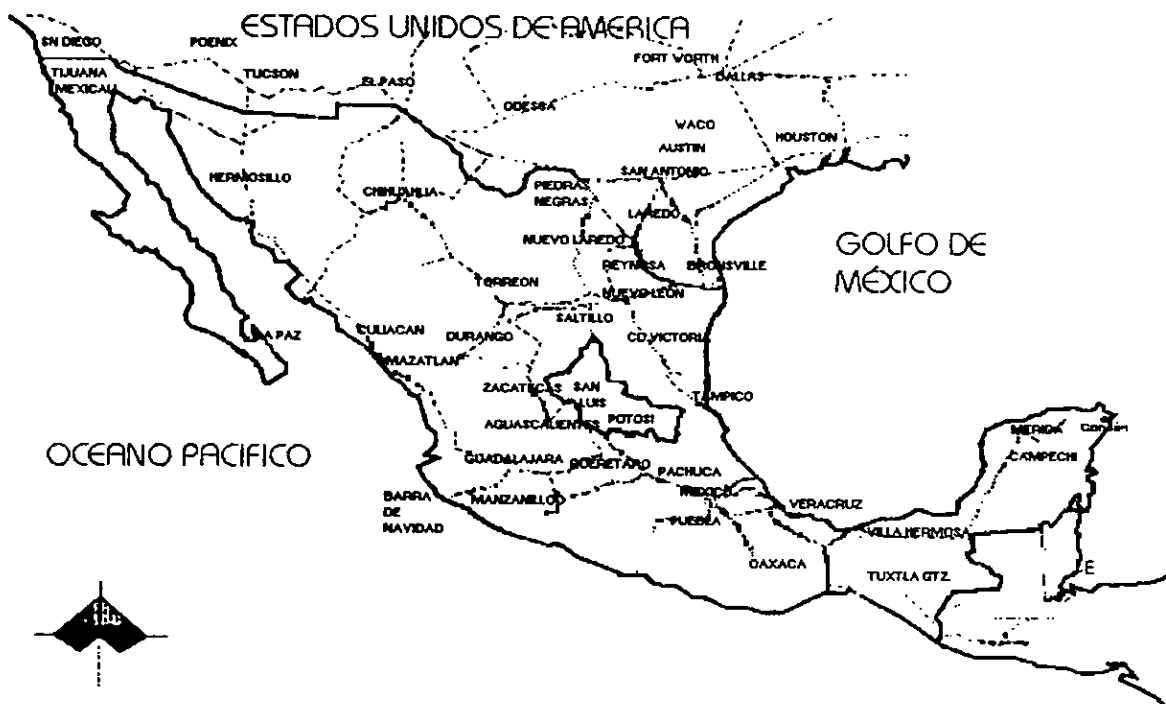 ESTADOS UNIDOS DE AMERICA
SN DIEGO
POENIX
FORT WORTH
TIJUANA
TUCSON
EL PASO
DALLAS
MEXICALI
ODESSA
WACO
HOUSTON
AUSTIN
HERMOSILLO
SAN ANTONIO
CHIHUAHUA
PIEDRAS
NEGRAS
LAREDO
NUEVO LAREDO
GOLFO DE
MÉXICO
REYNOSA
BRONSVILLE
TORREON
NUEVO LEON
SALTILLO
CULIACAN
DURANGO
CD.VICTORIA
LA PAZ
MAZATLAN
ZACATECAS
SAN
LUIS
POTOSI
TAMPICO
AGUASCALIENTES
MERIDA
CAMPECHE
OCEANO PACIFICO
GUADALAJARA
QUERETARO
PACHUCA
BARRA
DE
NAVIDAD
MANZANILLO
MEXICO
VERACRUZ
PUEBLA
VILLA HERMOSA
OAXACA
TUXTLA GTZ.
E